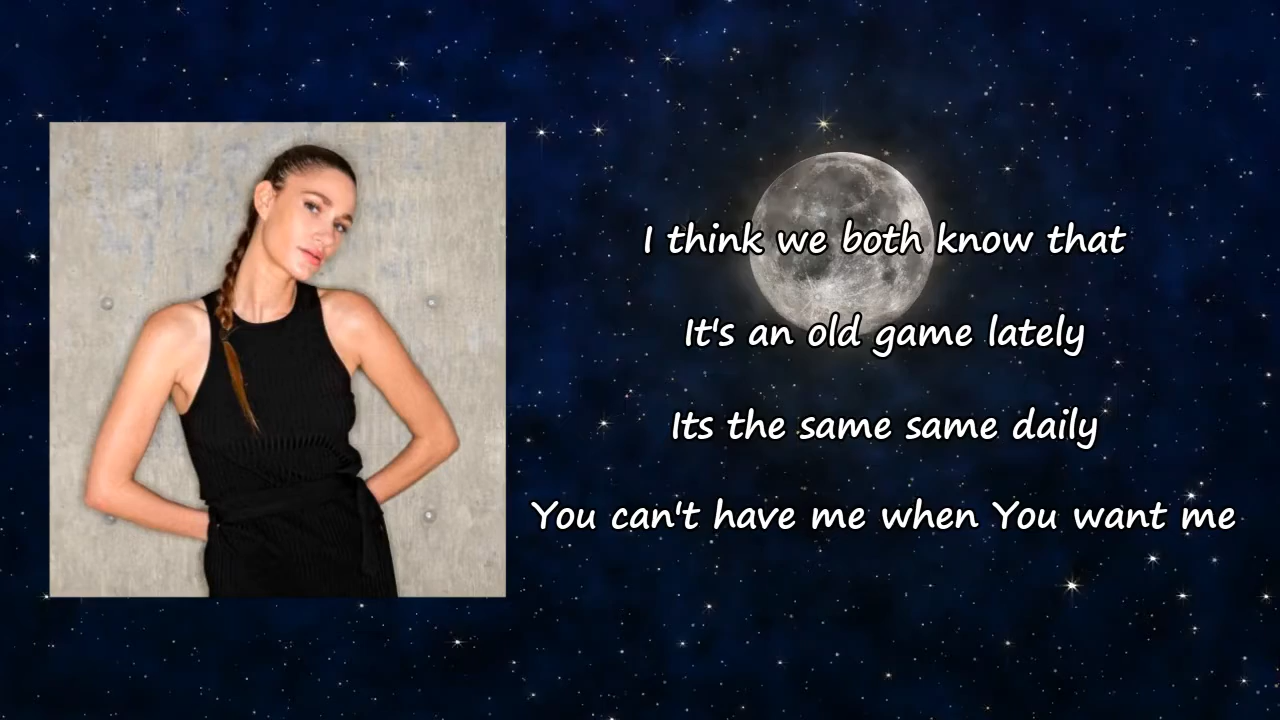 I think we both know that
It's an old game lately
Its the same same daily
You can't have me when You want me